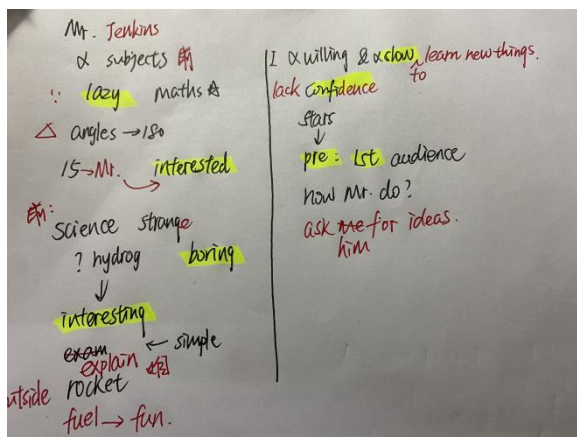 Mr. Jenkins
α subjects 前
∵ lazy maths ☆
△ angles →180
15→Mr. interested
前:
science strange
? hydrog boring
↓
interesting
exam ← simple
explain
utside rocket
fuel → fun.
I α willing & α slow, learn new things.
to
lack confidence
stars
↓
pre: 1st audience
how Mr. do?
ask me for ideas.
him